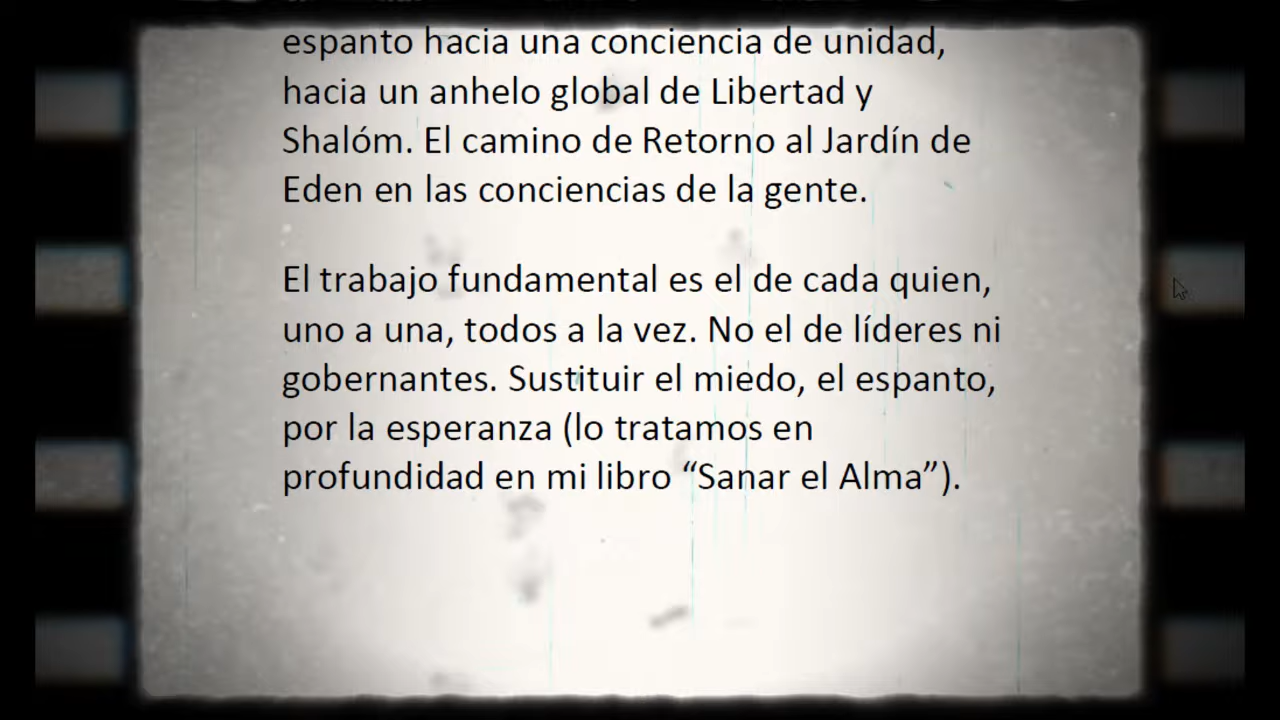 espanto hacia una conciencia de unidad,
hacia un anhelo global de Libertad y
Shalóm. El camino de Retorno al Jardín de
Eden en las conciencias de la gente.
El trabajo fundamental es el de cada quien,
uno a una, todos a la vez. No el de líderes ni
gobernantes. Sustituir el miedo, el espanto,
por la esperanza (lo tratamos en
profundidad en mi libro “Sanar el Alma”).